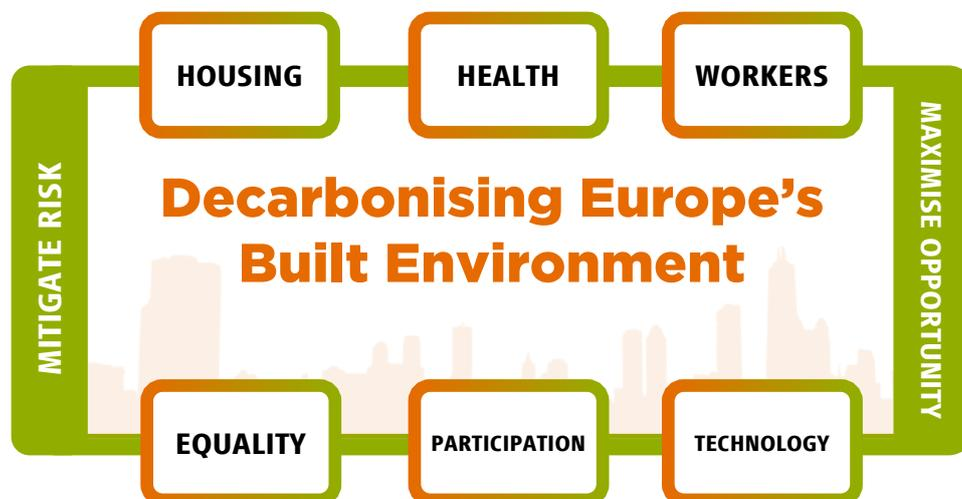 HOUSING
HEALTH
WORKERS
MITIGATE RISK
Decarbonising Europe’s
Built Environment
MAXIMISE OPPORTUNITY
EQUALITY
PARTICIPATION
TECHNOLOGY